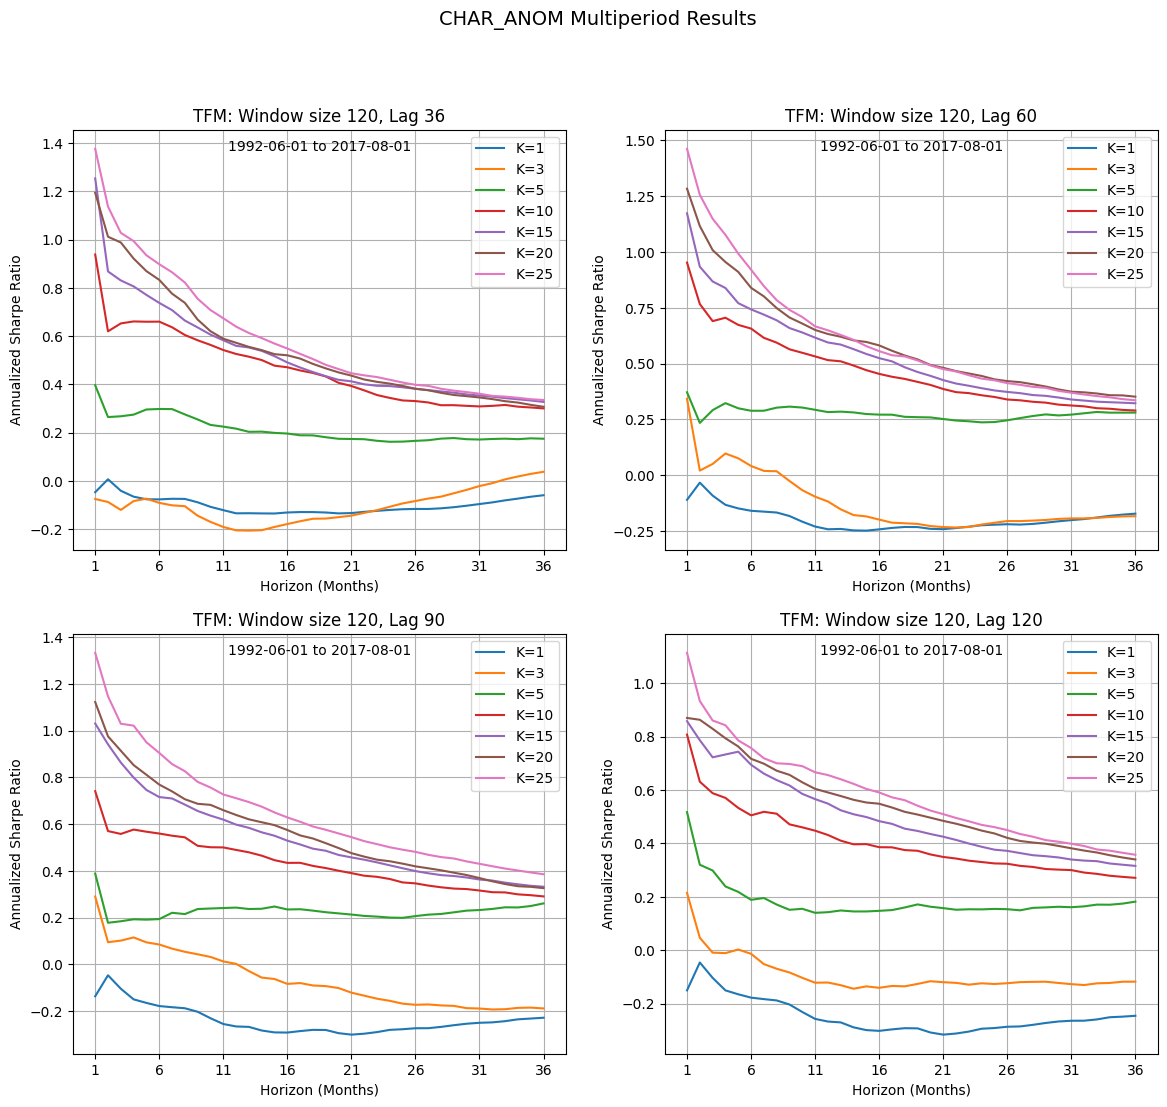 CHAR_ANOM Multiperiod Results
TFM: Window size 120, Lag 36
1992-06-01 to 2017-08-01
K=1
K=3
K=5
K=10
K=15
K=20
K=25
1.4
1.2
1.0
0.8
0.6
0.4
0.2
0.0
−0.2
Annualized Sharpe Ratio
1 6 11 16 21 26 31 36
Horizon (Months)
TFM: Window size 120, Lag 60
1992-06-01 to 2017-08-01
K=1
K=3
K=5
K=10
K=15
K=20
K=25
1.50
1.25
1.00
0.75
0.50
0.25
0.00
−0.25
Annualized Sharpe Ratio
1 6 11 16 21 26 31 36
Horizon (Months)
TFM: Window size 120, Lag 90
1992-06-01 to 2017-08-01
K=1
K=3
K=5
K=10
K=15
K=20
K=25
1.4
1.2
1.0
0.8
0.6
0.4
0.2
0.0
−0.2
Annualized Sharpe Ratio
1 6 11 16 21 26 31 36
Horizon (Months)
TFM: Window size 120, Lag 120
1992-06-01 to 2017-08-01
K=1
K=3
K=5
K=10
K=15
K=20
K=25
1.0
0.8
0.6
0.4
0.2
0.0
−0.2
Annualized Sharpe Ratio
1 6 11 16 21 26 31 36
Horizon (Months)